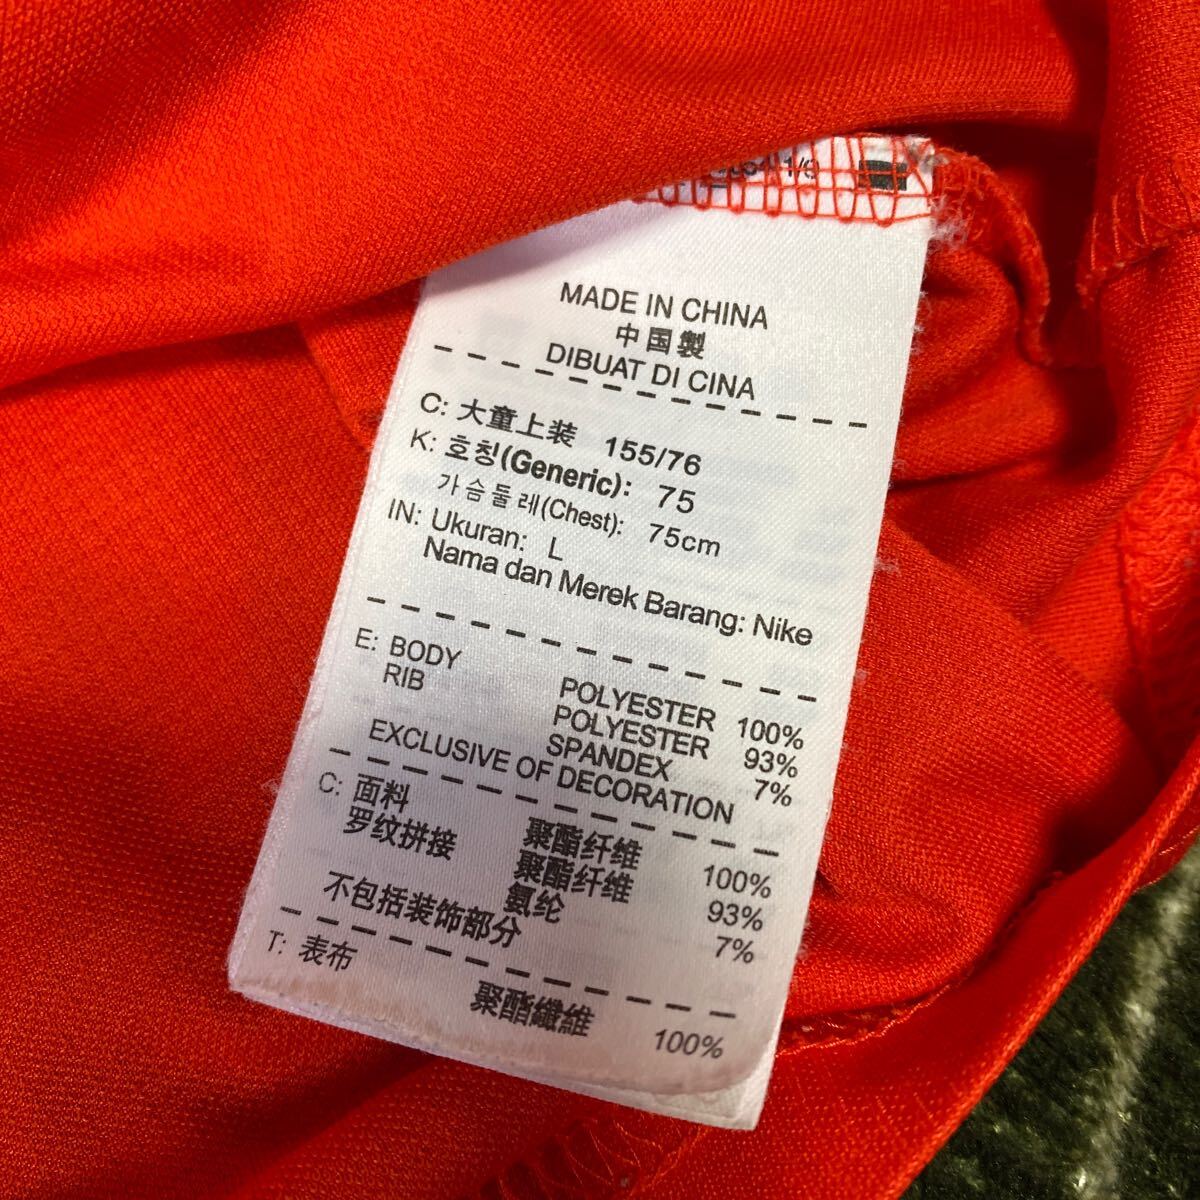 MADE IN CHINA
中国製
DIBUAT DI CINA
C: 大童上装 155/76
K: 호칭(Generic): 75
가슴둘레(Chest): 75cm
IN: Ukuran: L
Nama dan Merek Barang: Nike
E: BODY POLYESTER 100%
RIB POLYESTER 93%
SPANDEX 7%
EXCLUSIVE OF DECORATION
C: 面料 聚酯纤维 100%
罗纹拼接 聚酯纤维 93%
氨纶 7%
不包括装饰部分
T: 表布 聚酯纖維 100%